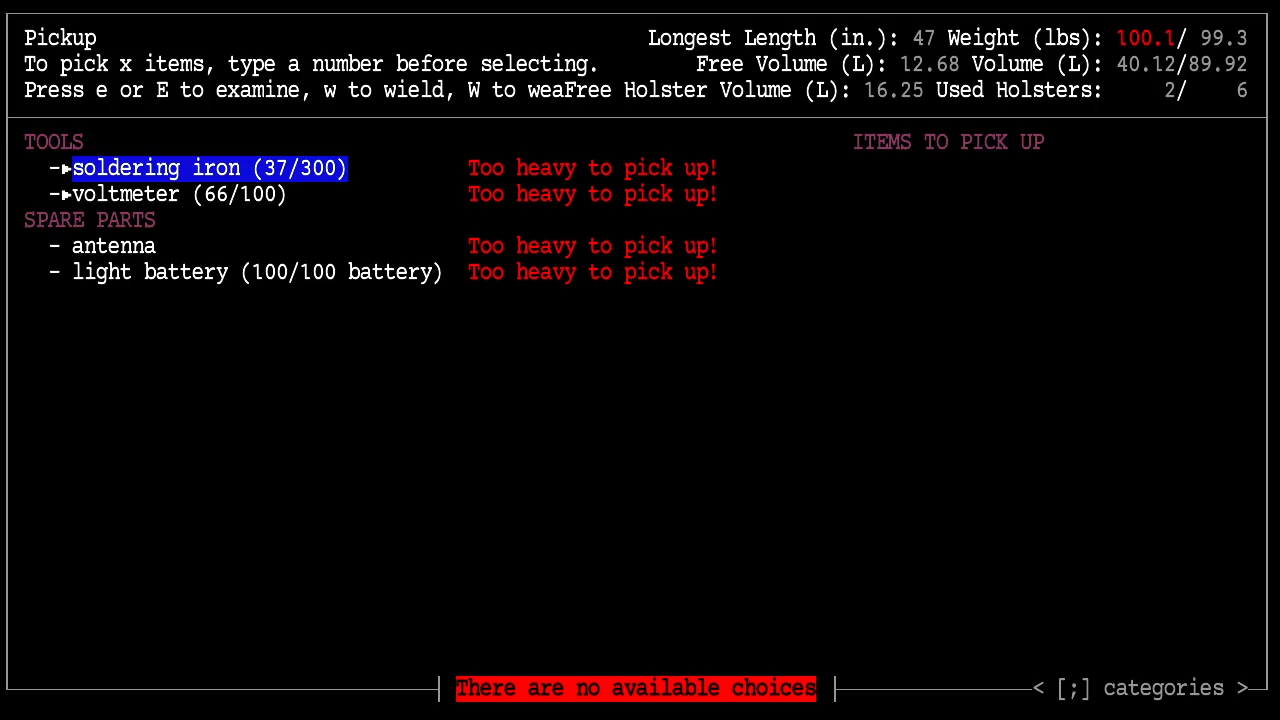 Pickup Longest Length (in.): 47 Weight (lbs): 100.1/ 99.3
To pick x items, type a number before selecting. Free Volume (L): 12.68 Volume (L): 40.12/89.92
Press e or E to examine, w to wield, W to weaFree Holster Volume (L): 16.25 Used Holsters: 2/ 6
TOOLS ITEMS TO PICK UP
-▸soldering iron (37/300) Too heavy to pick up!
-▸voltmeter (66/100) Too heavy to pick up!
SPARE PARTS
- antenna Too heavy to pick up!
- light battery (100/100 battery) Too heavy to pick up!
There are no available choices < [;] categories >